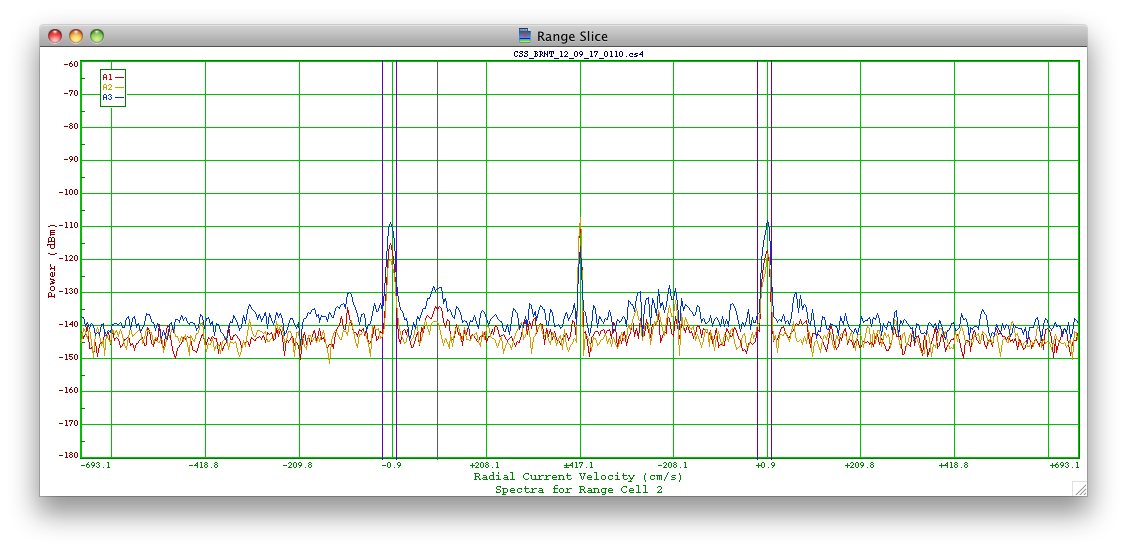 Range Slice
CSS_BRNT_12_09_17_0110.cs4
A1
A2
A3
-60
-70
-80
-90
-100
-110
-120
-130
-140
-150
-160
-170
-180
Power (dBm)
-693.1 -418.8 -209.8 -0.9 +208.1 ±417.1 -208.1 +0.9 +209.8 +418.8 +693.1
Radial Current Velocity (cm/s)
Spectra for Range Cell 2